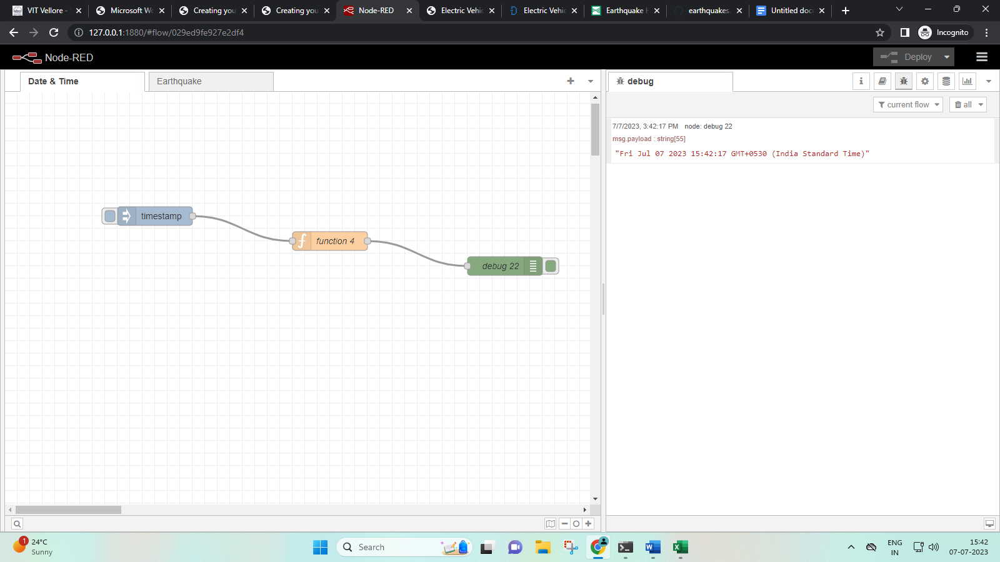 VIT Vellore -
Microsoft Wo
Creating you
Creating you
Node-RED
Electric Vehic
Electric Vehic
Earthquake H
earthquakes.
Untitled doc
127.0.0.1:1880/#flow/029ed9fe927e2df4
Incognito
Node-RED
Deploy
Date & Time
Earthquake
debug
current flow
all
7/7/2023, 3:42:17 PM node: debug 22
msg.payload : string[55]
"Fri Jul 07 2023 15:42:17 GMT+0530 (India Standard Time)"
timestamp
function 4
debug 22
1
24°C
Sunny
Search
ENG
IN
15:42
07-07-2023